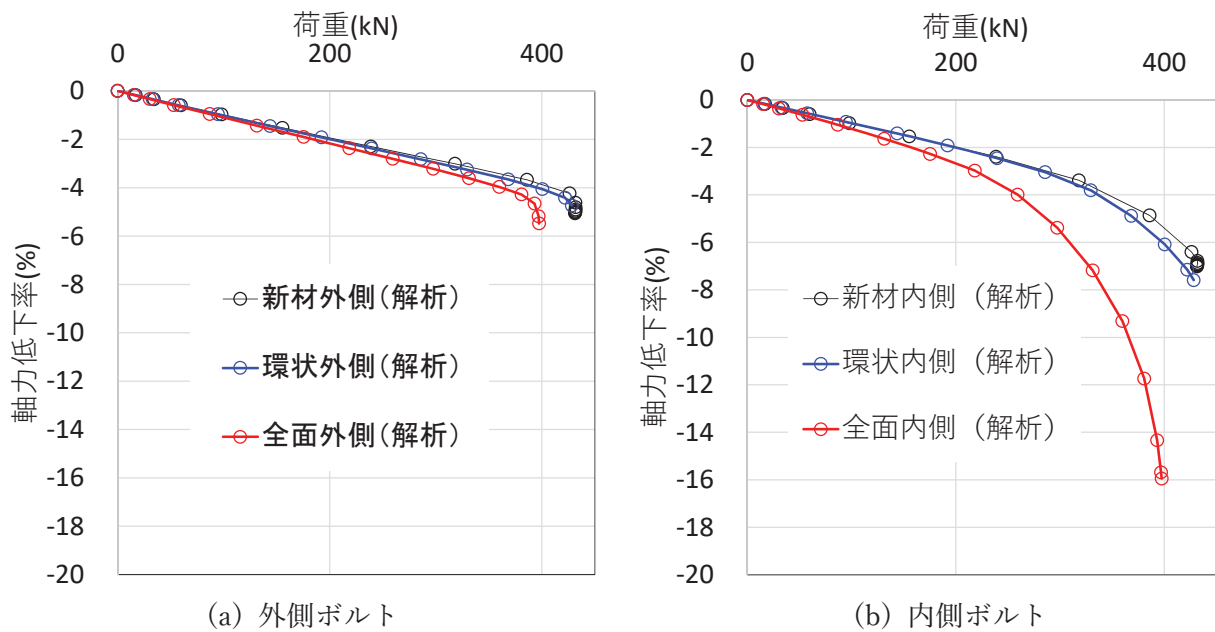 荷重(kN)
0 200 400
0
-2
-4
-6
-8
-10
-12
-14
-16
-18
-20
軸力低下率(%)
新材外側(解析)
環状外側(解析)
全面外側(解析)
(a) 外側ボルト
荷重(kN)
0 200 400
0
-2
-4
-6
-8
-10
-12
-14
-16
-18
-20
軸力低下率(%)
新材内側（解析）
環状内側（解析）
全面内側（解析）
(b) 内側ボルト